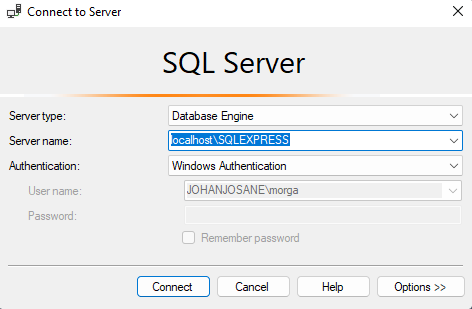 Connect to Server
SQL Server
Server type: Database Engine
Server name: localhost\SQLEXPRESS
Authentication: Windows Authentication
User name: JOHANJOSANE\morga
Password:
Remember password
Connect Cancel Help Options >>